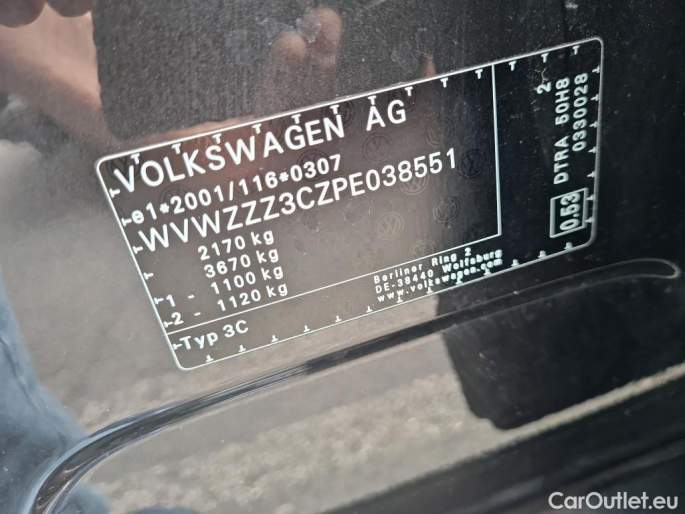 VOLKSWAGEN AG
e1*2001/116*0307
WVWZZZ3CZPE038551
2170 kg
3670 kg
1 - 1100 kg
2 - 1120 kg
Typ 3C
Berliner Ring 2
DE-38440 Wolfsburg
www.volkswagen.com
2
DTRA 50H8
0330028
0.53
CarOutlet.eu